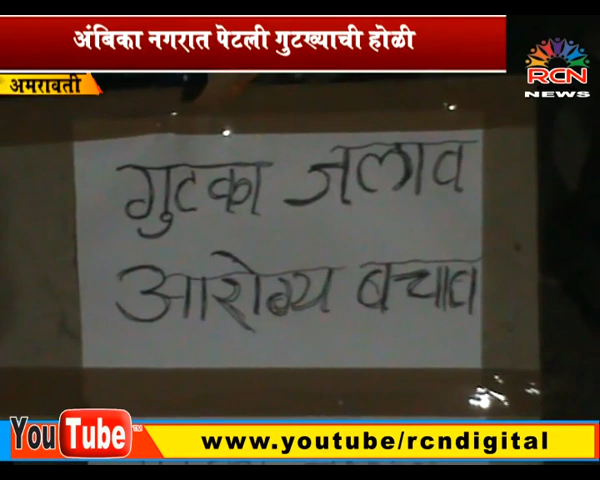 अंबिका नगरात पेटली गुटख्याची होळी
RCN
NEWS
अमरावती
गुटका जलाव
आरोग्य बचाव
YouTube
www.youtube/rcndigital